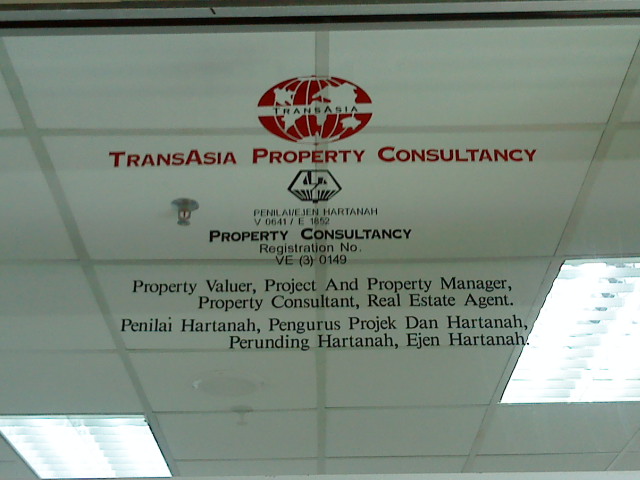 TRANSASIA
TRANSASIA PROPERTY CONSULTANCY
PENILAI/EJEN HARTANAH
V 0641 / E 1852
PROPERTY CONSULTANCY
Registration No.
VE (3) 0149
Property Valuer, Project And Property Manager,
Property Consultant, Real Estate Agent.
Penilai Hartanah, Pengurus Projek Dan Hartanah,
Perunding Hartanah, Ejen Hartanah.